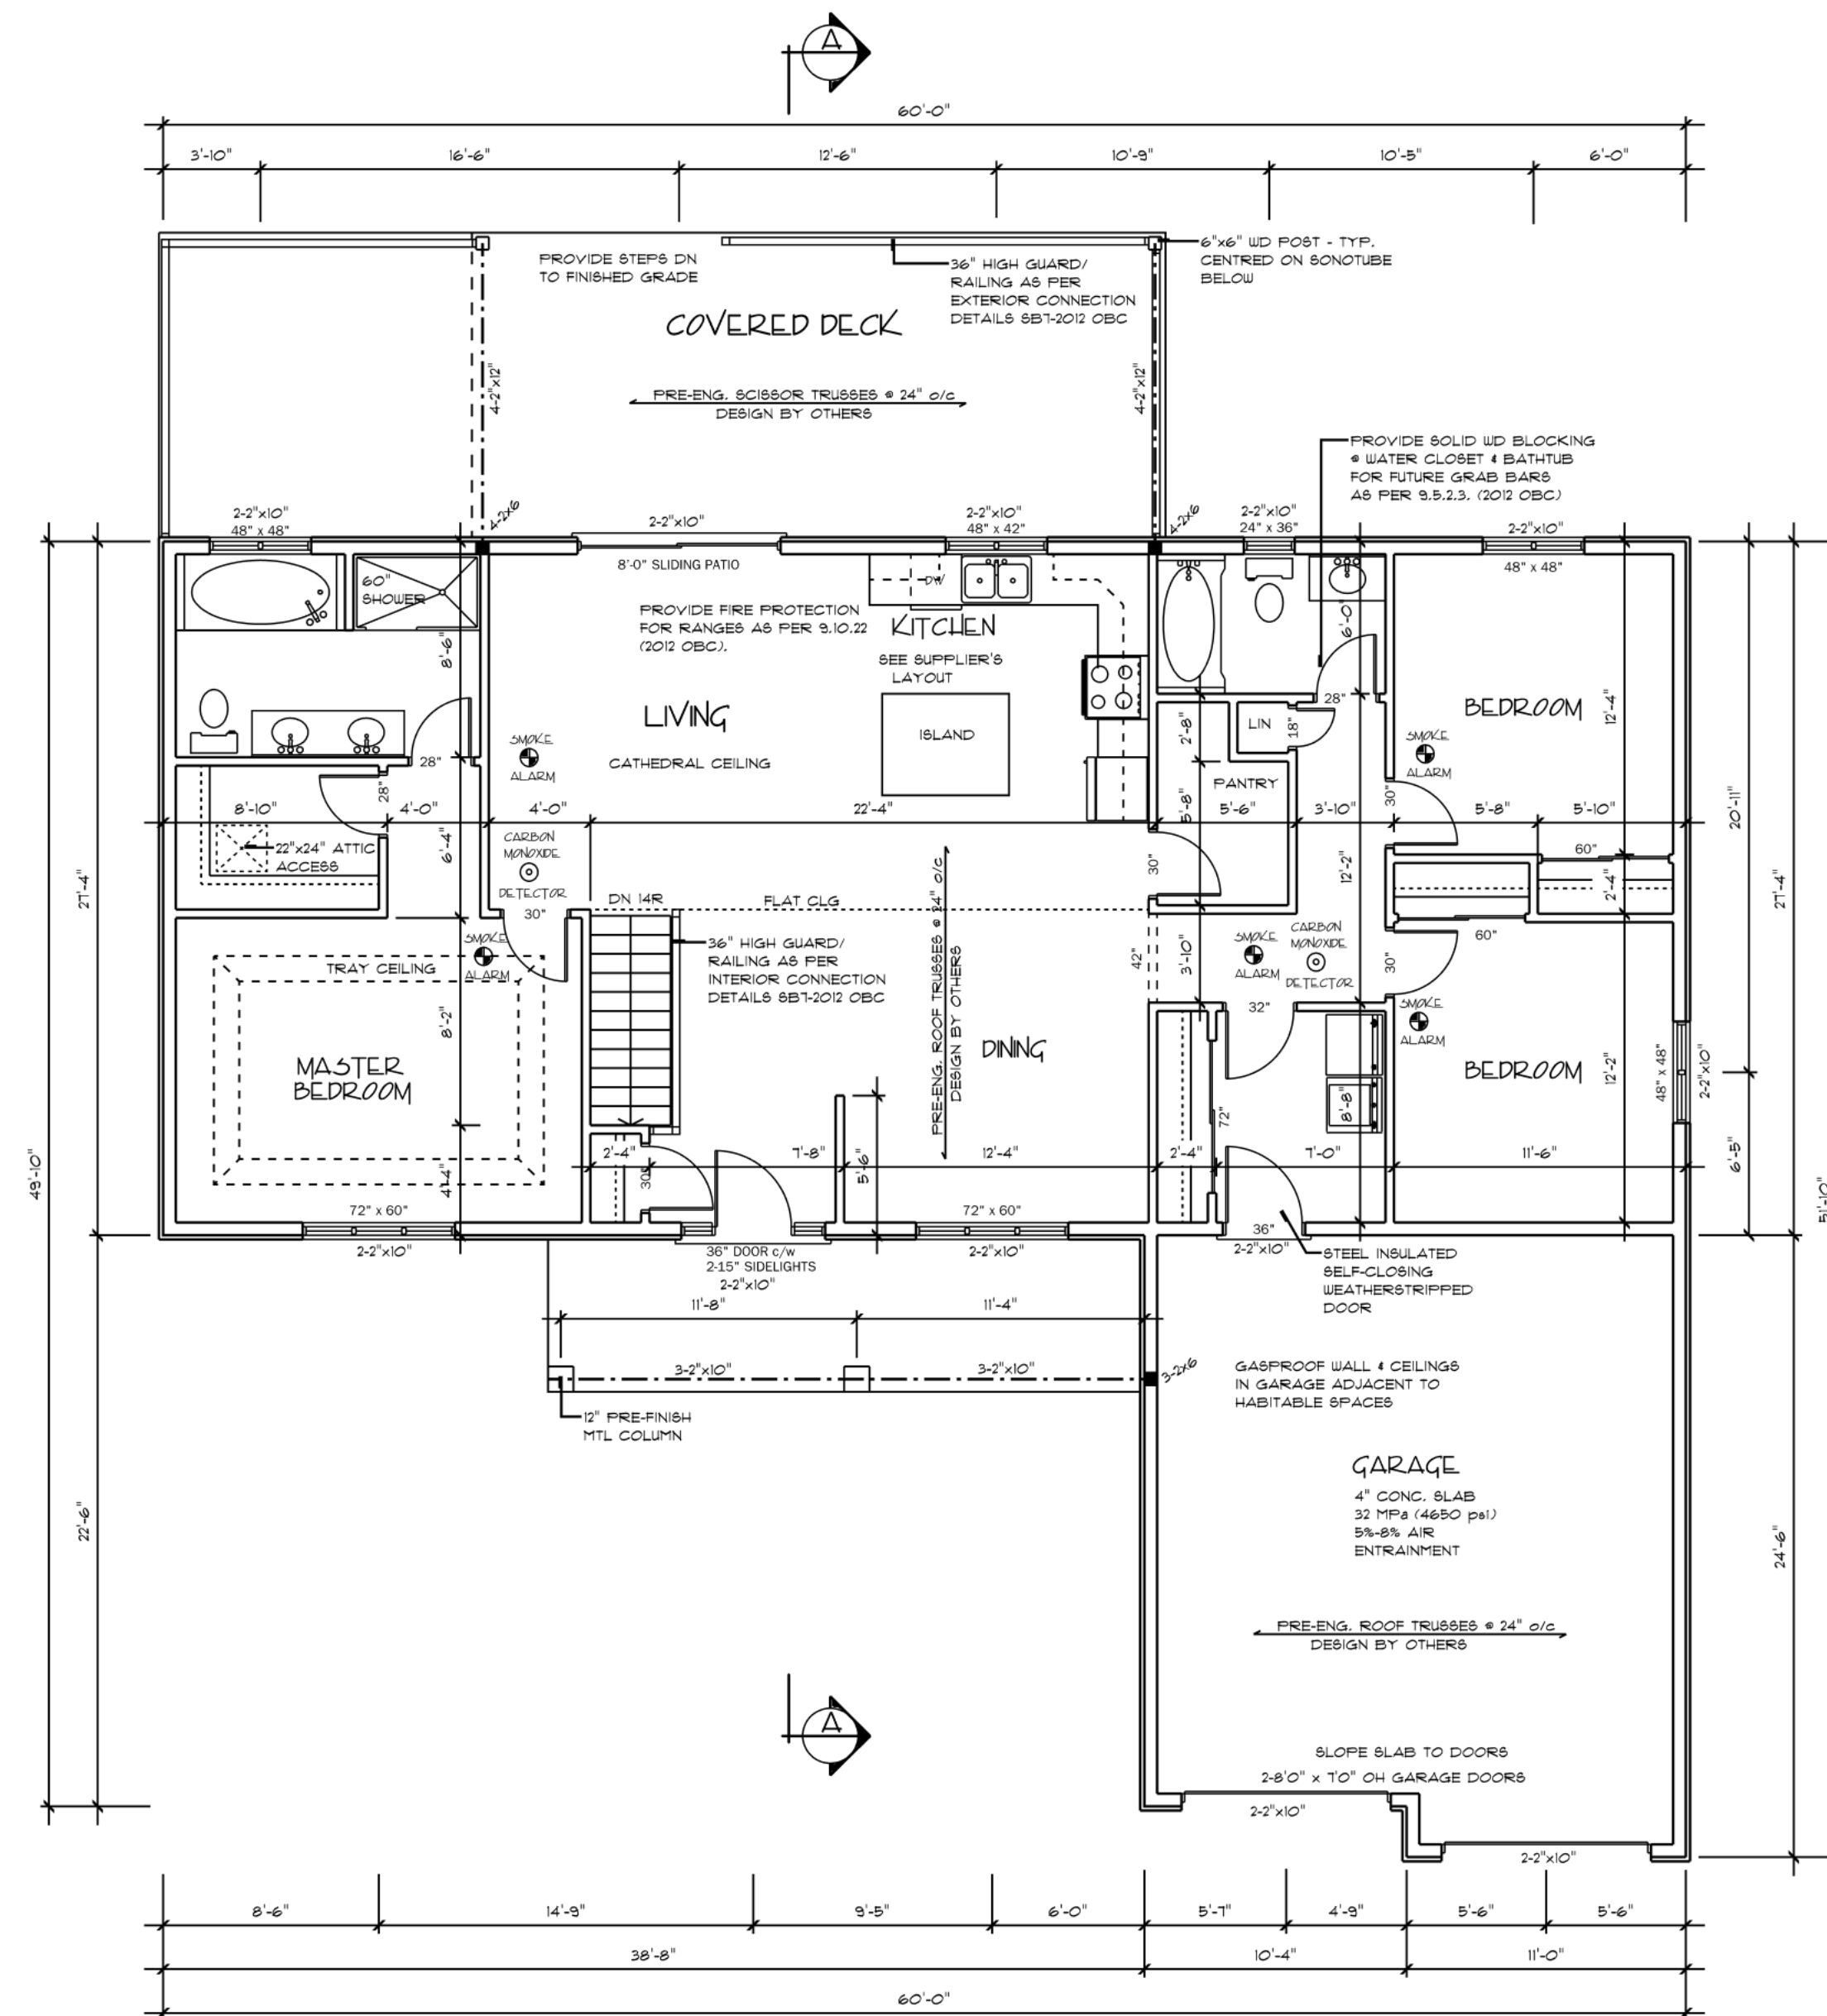 A
60'-0"
3'-10" 16'-6" 12'-6" 10'-9" 10'-5" 6'-0"
PROVIDE STEPS DN
TO FINISHED GRADE
36" HIGH GUARD/
RAILING AS PER
EXTERIOR CONNECTION
DETAILS SB7-2012 OBC
6"x6" WD POST - TYP.
CENTRED ON SONOTUBE
BELOW
COVERED DECK
4-2"x12"
4-2"x12"
PRE-ENG. SCISSOR TRUSSES @ 24" o/c
DESIGN BY OTHERS
PROVIDE SOLID WD BLOCKING
@ WATER CLOSET & BATHTUB
FOR FUTURE GRAB BARS
AS PER 9.5.2.3. (2012 OBC)
2-2"x10"
48" x 48"
4-2x6
2-2"x10"
2-2"x10"
48" x 42"
4-2x6
2-2"x10"
24" x 36"
2-2"x10"
48" x 48"
8'-0" SLIDING PATIO
60"
SHOWER
DW
PROVIDE FIRE PROTECTION
FOR RANGES AS PER 9.10.22
(2012 OBC).
KITCHEN
SEE SUPPLIER'S
LAYOUT
8'-6"
6'-0"
LIVING
CATHEDRAL CEILING
ISLAND
SMOKE
ALARM
28"
28"
2'-8"
LIN
18"
28"
PANTRY
BEDROOM
12'-4"
SMOKE
ALARM
8'-10" 4'-0" 4'-0" 22'-4" 5'-6" 3'-10" 5'-8" 5'-10"
5'-8"
30"
20'-11"
22"x24" ATTIC
ACCESS
6'-4"
CARBON
MONOXIDE
DETECTOR
30"
30"
12'-2"
60"
2'-4"
27'-4"
27'-4"
DN 14R
FLAT CLG
60"
SMOKE
ALARM
TRAY CEILING
36" HIGH GUARD/
RAILING AS PER
INTERIOR CONNECTION
DETAILS SB7-2012 OBC
PRE-ENG. ROOF TRUSSES @ 24" o/c
DESIGN BY OTHERS
42"
3'-10"
SMOKE
ALARM
CARBON
MONOXIDE
DETECTOR
30"
32"
SMOKE
ALARM
8'-2"
MASTER
BEDROOM
DINING
BEDROOM
12'-2"
48" x 48"
2-2"x10"
8'-8"
72"
2'-4" 7'-8" 12'-4" 2'-4" 7'-0" 11'-6"
4'-4"
30"
5'-6"
6'-5"
49'-10"
51'-10"
72" x 60"
2-2"x10"
36" DOOR c/w
2-15" SIDELIGHTS
2-2"x10"
72" x 60"
2-2"x10"
36"
2-2"x10"
STEEL INSULATED
SELF-CLOSING
WEATHERSTRIPPED
DOOR
11'-8" 11'-4"
3-2"x10" 3-2"x10"
3-2x6
12" PRE-FINISH
MTL COLUMN
GASPROOF WALL & CEILINGS
IN GARAGE ADJACENT TO
HABITABLE SPACES
GARAGE
4" CONC. SLAB
32 MPa (4650 psi)
5%-8% AIR
ENTRAINMENT
22'-6"
24'-6"
PRE-ENG. ROOF TRUSSES @ 24" o/c
DESIGN BY OTHERS
A
SLOPE SLAB TO DOORS
2-8'0" x 7'0" OH GARAGE DOORS
2-2"x10"
2-2"x10"
8'-6" 14'-9" 9'-5" 6'-0" 5'-7" 4'-9" 5'-6" 5'-6"
38'-8" 10'-4" 11'-0"
60'-0"